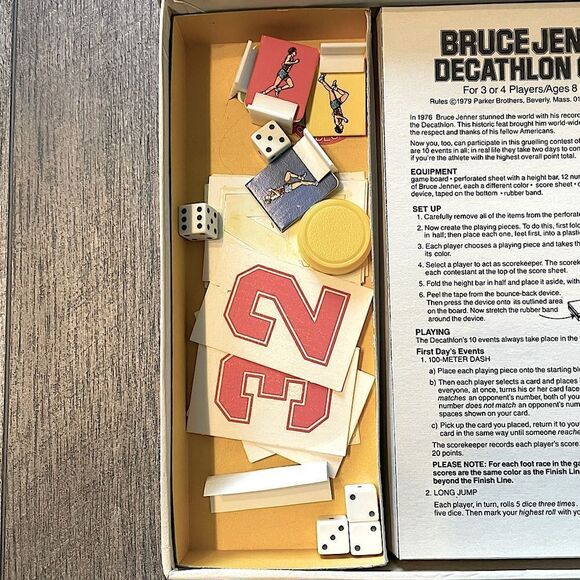 BRUCE JEN
DECATHLON
For 3 or 4 Players/Ages 8
Rules ©1979 Parker Brothers, Beverly, Mass. 01
In 1976 Bruce Jenner stunned the world with his record
the Decathlon. This historic feat brought him world-wide
the respect and thanks of his fellow Americans.
Now you, too, can participate in this gruelling contest of
are 10 events in all; in real life they take two days to con
if you're the athlete with the highest overall point total.
EQUIPMENT
game board • perforated sheet with a height bar, 12 num
of Bruce Jenner, each a different color • score sheet •
device, taped on the bottom • rubber band.
SET UP
1. Carefully remove all of the items from the perforate
2. Now create the playing pieces. To do this, first fold
in half; then place one, feet first, into a plastic
3. Each player chooses a playing piece and takes th
its color.
4. Select a player to act as scorekeeper. The scorek
each contestant at the top of the score sheet.
5. Fold the height bar in half and place it aside, with
6. Peel the tape from the bounce-back device.
Then press the device onto its outlined area
on the board. Now stretch the rubber band
around the device.
PLAYING
The Decathlon's 10 events always take place in the
First Day's Events
1. 100-METER DASH
a) Place each playing piece onto the starting blo
b) Then each player selects a card and places
everyone, at once, turns his or her card face
matches an opponent's number, both of your
number does not match an opponent's num
spaces shown on your card.
c) Pick up the card you played, return it to your
card in the same way until someone reache
The scorekeeper records each player's score
20 points.
PLEASE NOTE: For each foot race in the ga
scores are the same color as the Finish Lin
beyond the Finish Line.
2. LONG JUMP
Each player, in turn, rolls 5 dice three times.
five dice. Then mark your highest roll with yo
2
3 2